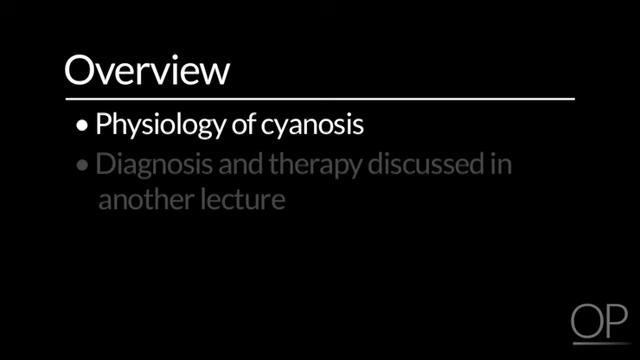 Overview
• Physiology of cyanosis
• Diagnosis and therapy discussed in
another lecture
OP